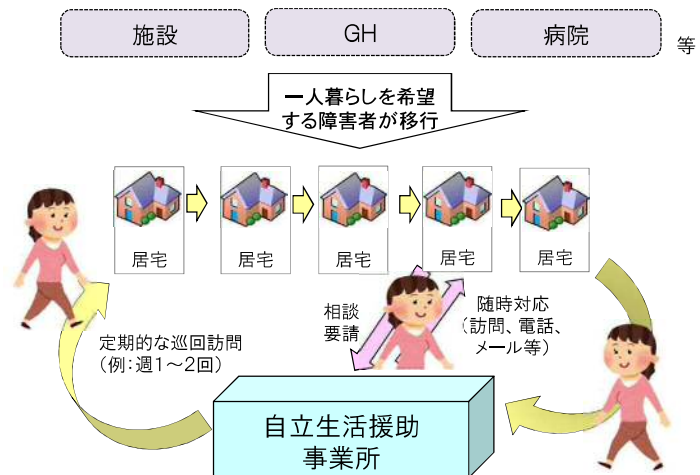 施設
GH
病院
等
一人暮らしを希望
する障害者が移行
居宅
居宅
居宅
居宅
居宅
定期的な巡回訪問
（例：週1～2回）
相談
要請
随時対応
（訪問、電話、
メール等）
自立生活援助
事業所